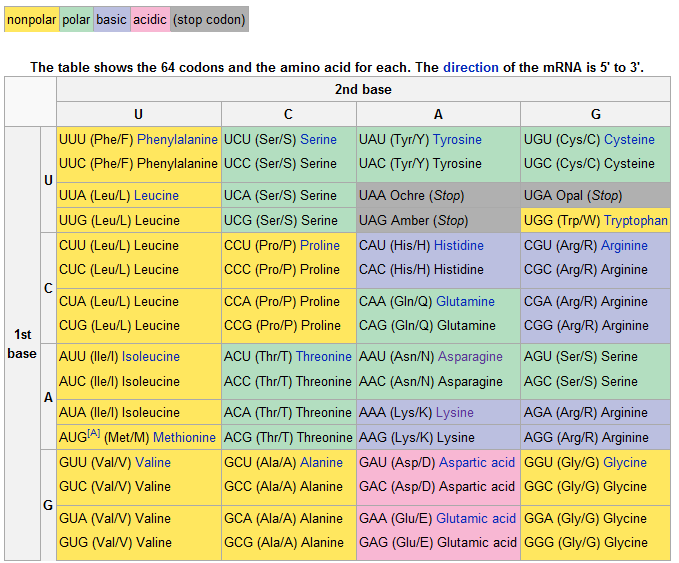 nonpolar polar basic acidic (stop codon)
The table shows the 64 codons and the amino acid for each. The direction of the mRNA is 5' to 3'.
2nd base
U C A G
1st base
U
UUU (Phe/F) Phenylalanine UCU (Ser/S) Serine UAU (Tyr/Y) Tyrosine UGU (Cys/C) Cysteine
UUC (Phe/F) Phenylalanine UCC (Ser/S) Serine UAC (Tyr/Y) Tyrosine UGC (Cys/C) Cysteine
UUA (Leu/L) Leucine UCA (Ser/S) Serine UAA Ochre (Stop) UGA Opal (Stop)
UUG (Leu/L) Leucine UCG (Ser/S) Serine UAG Amber (Stop) UGG (Trp/W) Tryptophan
C
CUU (Leu/L) Leucine CCU (Pro/P) Proline CAU (His/H) Histidine CGU (Arg/R) Arginine
CUC (Leu/L) Leucine CCC (Pro/P) Proline CAC (His/H) Histidine CGC (Arg/R) Arginine
CUA (Leu/L) Leucine CCA (Pro/P) Proline CAA (Gln/Q) Glutamine CGA (Arg/R) Arginine
CUG (Leu/L) Leucine CCG (Pro/P) Proline CAG (Gln/Q) Glutamine CGG (Arg/R) Arginine
A
AUU (Ile/I) Isoleucine ACU (Thr/T) Threonine AAU (Asn/N) Asparagine AGU (Ser/S) Serine
AUC (Ile/I) Isoleucine ACC (Thr/T) Threonine AAC (Asn/N) Asparagine AGC (Ser/S) Serine
AUA (Ile/I) Isoleucine ACA (Thr/T) Threonine AAA (Lys/K) Lysine AGA (Arg/R) Arginine
AUG[A] (Met/M) Methionine ACG (Thr/T) Threonine AAG (Lys/K) Lysine AGG (Arg/R) Arginine
G
GUU (Val/V) Valine GCU (Ala/A) Alanine GAU (Asp/D) Aspartic acid GGU (Gly/G) Glycine
GUC (Val/V) Valine GCC (Ala/A) Alanine GAC (Asp/D) Aspartic acid GGC (Gly/G) Glycine
GUA (Val/V) Valine GCA (Ala/A) Alanine GAA (Glu/E) Glutamic acid GGA (Gly/G) Glycine
GUG (Val/V) Valine GCG (Ala/A) Alanine GAG (Glu/E) Glutamic acid GGG (Gly/G) Glycine